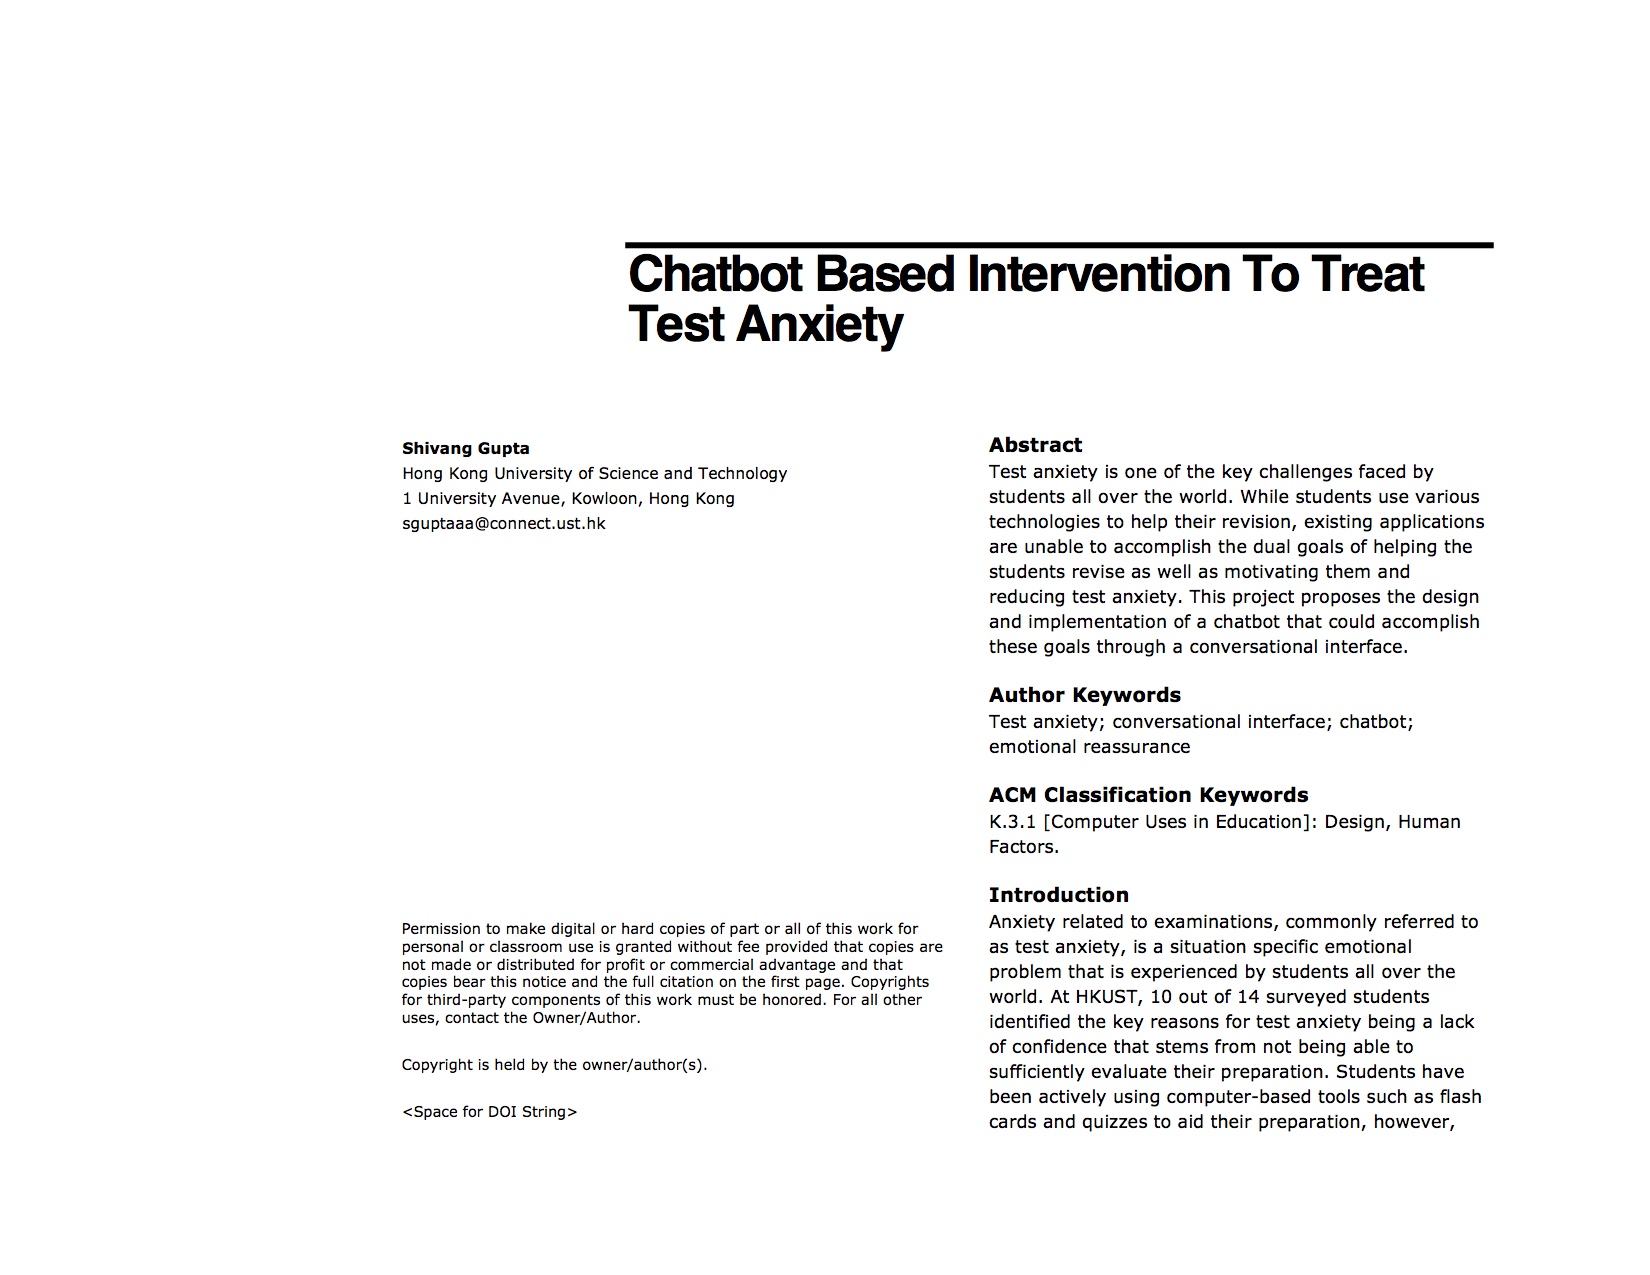 Chatbot Based Intervention To Treat
Test Anxiety
Shivang Gupta
Hong Kong University of Science and Technology
1 University Avenue, Kowloon, Hong Kong
sguptaaa@connect.ust.hk
Permission to make digital or hard copies of part or all of this work for
personal or classroom use is granted without fee provided that copies are
not made or distributed for profit or commercial advantage and that
copies bear this notice and the full citation on the first page. Copyrights
for third-party components of this work must be honored. For all other
uses, contact the Owner/Author.
Copyright is held by the owner/author(s).
<Space for DOI String>
Abstract
Test anxiety is one of the key challenges faced by
students all over the world. While students use various
technologies to help their revision, existing applications
are unable to accomplish the dual goals of helping the
students revise as well as motivating them and
reducing test anxiety. This project proposes the design
and implementation of a chatbot that could accomplish
these goals through a conversational interface.
Author Keywords
Test anxiety; conversational interface; chatbot;
emotional reassurance
ACM Classification Keywords
K.3.1 [Computer Uses in Education]: Design, Human
Factors.
Introduction
Anxiety related to examinations, commonly referred to
as test anxiety, is a situation specific emotional
problem that is experienced by students all over the
world. At HKUST, 10 out of 14 surveyed students
identified the key reasons for test anxiety being a lack
of confidence that stems from not being able to
sufficiently evaluate their preparation. Students have
been actively using computer-based tools such as flash
cards and quizzes to aid their preparation, however,